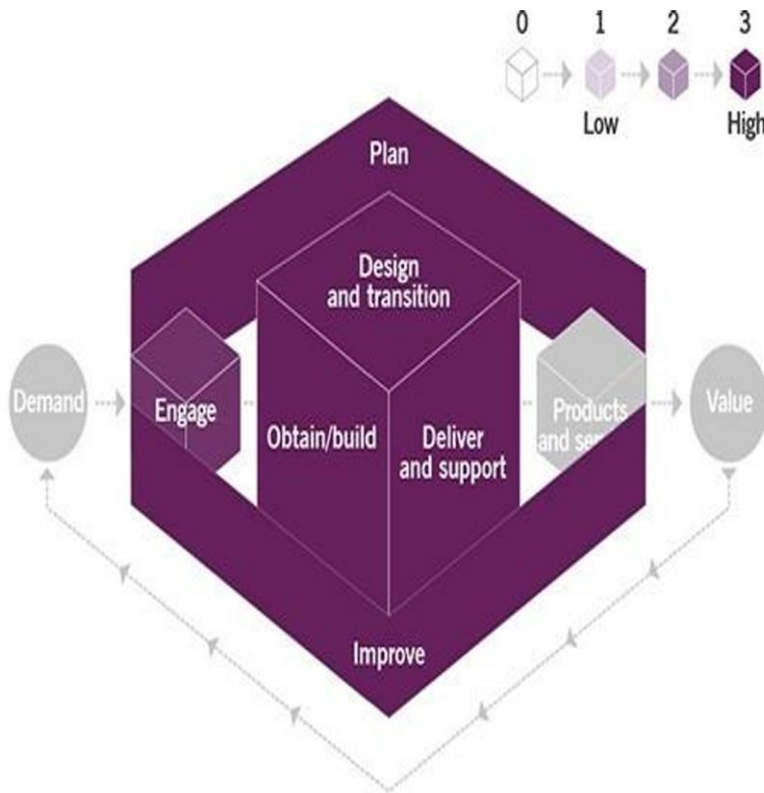 0 1 2 3
Low High
Plan
Design
and transition
Demand
Engage
Obtain/build
Deliver
and support
Products
and
Value
Improve